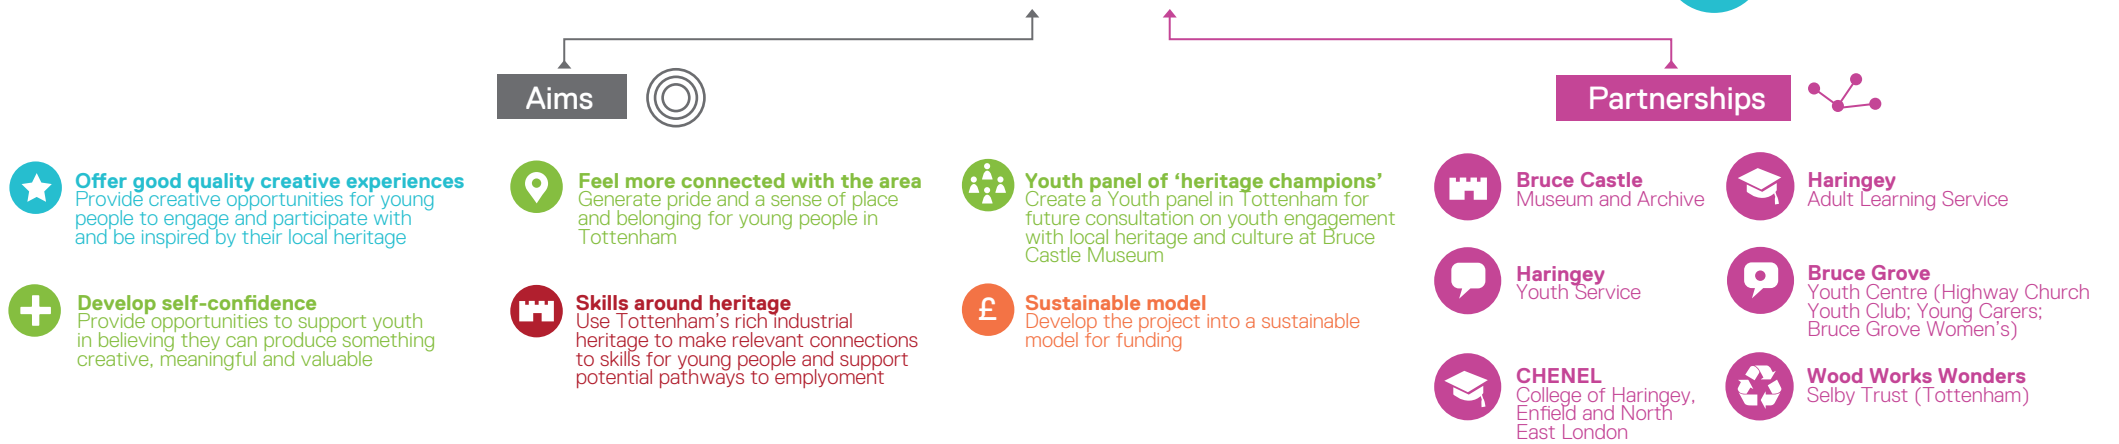 Aims
Partnerships
Offer good quality creative experiences
Provide creative opportunities for young
people to engage and participate with
and be inspired by their local heritage
Develop self-confidence
Provide opportunities to support youth
in believing they can produce something
creative, meaningful and valuable
Feel more connected with the area
Generate pride and a sense of place
and belonging for young people in
Tottenham
Skills around heritage
Use Tottenham's rich industrial
heritage to make relevant connections
to skills for young people and support
potential pathways to emplyoment
Youth panel of ‘heritage champions’
Create a Youth panel in Tottenham for
future consultation on youth engagement
with local heritage and culture at Bruce
Castle Museum
£
Sustainable model
Develop the project into a sustainable
model for funding
Bruce Castle
Museum and Archive
Haringey
Adult Learning Service
Haringey
Youth Service
Bruce Grove
Youth Centre (Highway Church
Youth Club; Young Carers;
Bruce Grove Women's)
CHENEL
College of Haringey,
Enfield and North
East London
Wood Works Wonders
Selby Trust (Tottenham)